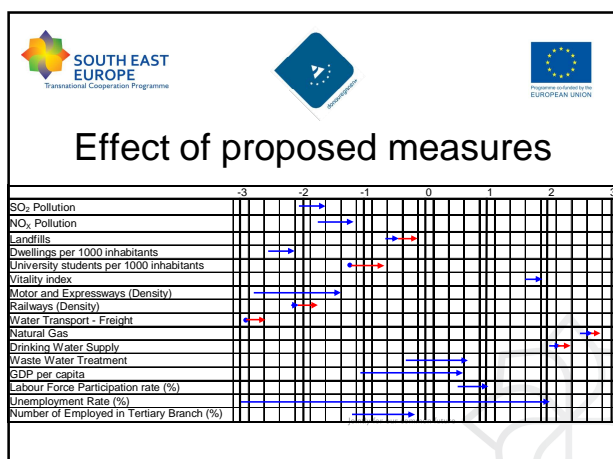 SOUTH EAST
EUROPE
Transnational Cooperation Programme
donauregionen+
Programme co-funded by the
EUROPEAN UNION
Effect of proposed measures
-3 -2 -1 0 1 2 3
SO₂ Pollution
NOₓ Pollution
Landfills
Dwellings per 1000 inhabitants
University students per 1000 inhabitants
Vitality index
Motor and Expressways (Density)
Railways (Density)
Water Transport - Freight
Natural Gas
Drinking Water Supply
Waste Water Treatment
GDP per capita
Labour Force Participation rate (%)
Unemployment Rate (%)
Number of Employed in Tertiary Branch (%)